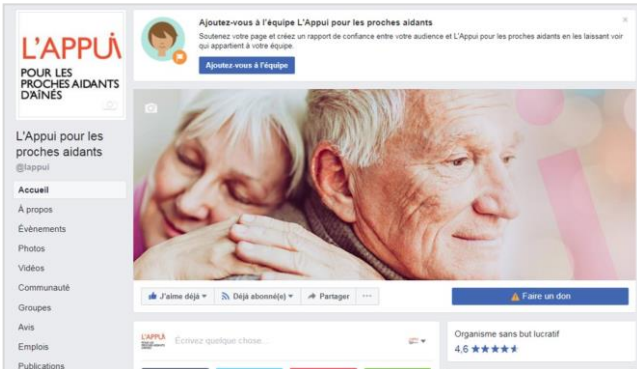 L'APPUI
POUR LES
PROCHES AIDANTS
D'AÎNÉS
L'Appui pour les
proches aidants
@lappui
Accueil
À propos
Évènements
Photos
Vidéos
Communauté
Groupes
Avis
Emplois
Publications
Ajoutez-vous à l'équipe L'Appui pour les proches aidants
Soutenez votre page et créez un rapport de confiance entre votre audience et L'Appui pour les proches aidants en les laissant voir
qui appartient à votre équipe.
Ajoutez-vous à l'équipe
J'aime déjà
Déjà abonné(e)
Partager
Faire un don
L'APPUI
Écrivez quelque chose...
Organisme sans but lucratif
4,6